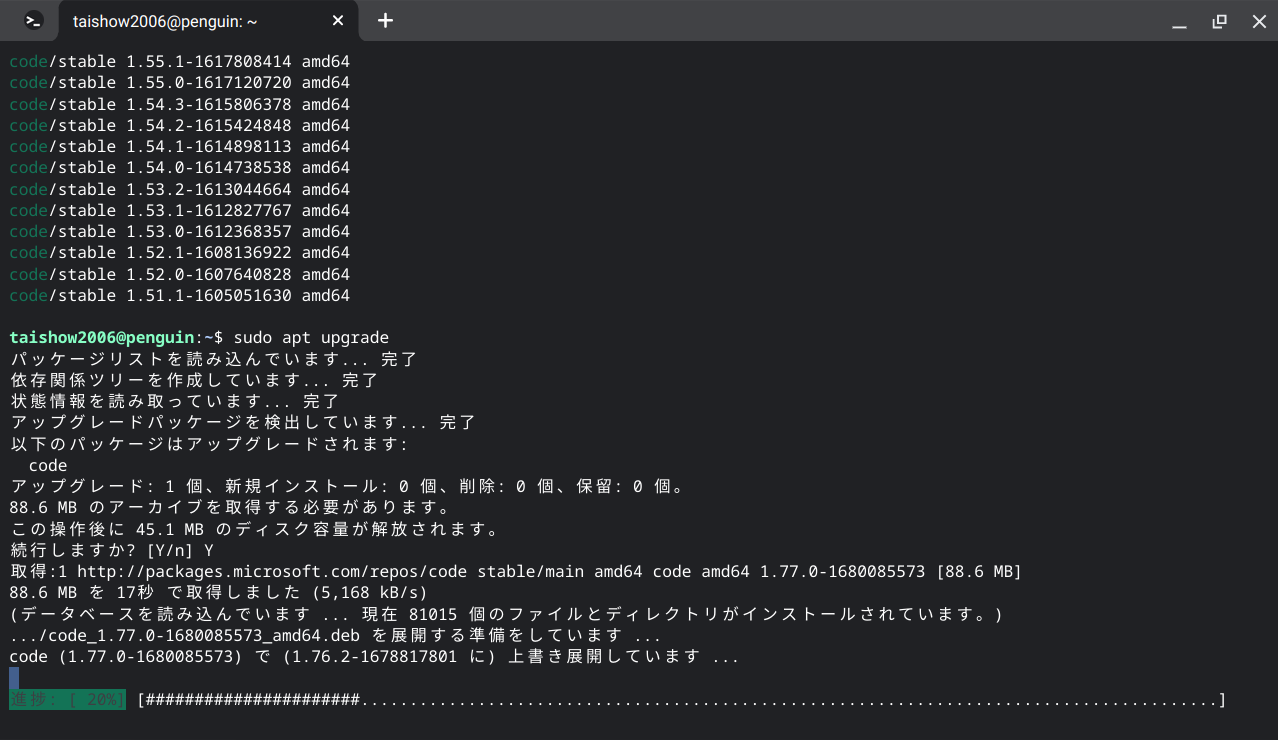 taishow2006@penguin: ~
code/stable 1.55.1-1617808414 amd64
code/stable 1.55.0-1617120720 amd64
code/stable 1.54.3-1615806378 amd64
code/stable 1.54.2-1615424848 amd64
code/stable 1.54.1-1614898113 amd64
code/stable 1.54.0-1614738538 amd64
code/stable 1.53.2-1613044664 amd64
code/stable 1.53.1-1612827767 amd64
code/stable 1.53.0-1612368357 amd64
code/stable 1.52.1-1608136922 amd64
code/stable 1.52.0-1607640828 amd64
code/stable 1.51.1-1605051630 amd64
taishow2006@penguin:~$ sudo apt upgrade
パッケージリストを読み込んでいます... 完了
依存関係ツリーを作成しています... 完了
状態情報を読み取っています... 完了
アップグレードパッケージを検出しています... 完了
以下のパッケージはアップグレードされます:
code
アップグレード: 1 個、新規インストール: 0 個、削除: 0 個、保留: 0 個。
88.6 MB のアーカイブを取得する必要があります。
この操作後に 45.1 MB のディスク容量が解放されます。
続行しますか? [Y/n] Y
取得:1 http://packages.microsoft.com/repos/code stable/main amd64 code amd64 1.77.0-1680085573 [88.6 MB]
88.6 MB を 17秒 で取得しました (5,168 kB/s)
(データベースを読み込んでいます ... 現在 81015 個のファイルとディレクトリがインストールされています。)
.../code_1.77.0-1680085573_amd64.deb を展開する準備をしています ...
code (1.77.0-1680085573) で (1.76.2-1678817801 に) 上書き展開しています ...
進捗: [ 20%] [######################........................................................................................]